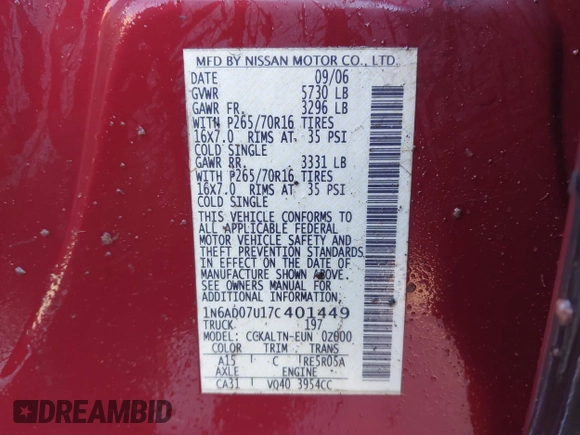 MFD BY NISSAN MOTOR CO., LTD.
DATE 09/06
GVWR 5730 LB
GAWR FR. 3296 LB
WITH P265/70R16 TIRES
16X7.0 RIMS AT 35 PSI
COLD SINGLE
GAWR RR. 3331 LB
WITH P265/70R16 TIRES
16X7.0 RIMS AT 35 PSI
COLD SINGLE
THIS VEHICLE CONFORMS TO
ALL APPLICABLE FEDERAL
MOTOR VEHICLE SAFETY AND
THEFT PREVENTION STANDARDS
IN EFFECT ON THE DATE OF
MANUFACTURE SHOWN ABOVE.
SEE OWNERS MANUAL FOR
ADDITIONAL INFORMATION,
1N6AD07U17C401449
TRUCK 197
MODEL: CGKALTN-EUN 02000
COLOR TRIM TRANS
A15 C RE5R05A
AXLE ENGINE
CA31 VQ40 3954CC
DREAMBID